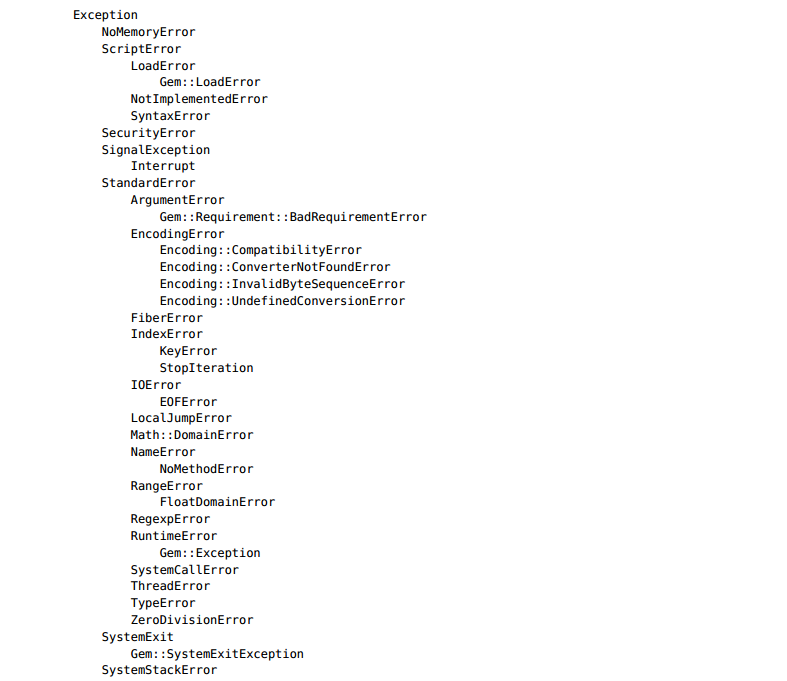 Exception
NoMemoryError
ScriptError
LoadError
Gem::LoadError
NotImplementedError
SyntaxError
SecurityError
SignalException
Interrupt
StandardError
ArgumentError
Gem::Requirement::BadRequirementError
EncodingError
Encoding::CompatibilityError
Encoding::ConverterNotFoundError
Encoding::InvalidByteSequenceError
Encoding::UndefinedConversionError
FiberError
IndexError
KeyError
StopIteration
IOError
EOFError
LocalJumpError
Math::DomainError
NameError
NoMethodError
RangeError
FloatDomainError
RegexpError
RuntimeError
Gem::Exception
SystemCallError
ThreadError
TypeError
ZeroDivisionError
SystemExit
Gem::SystemExitException
SystemStackError